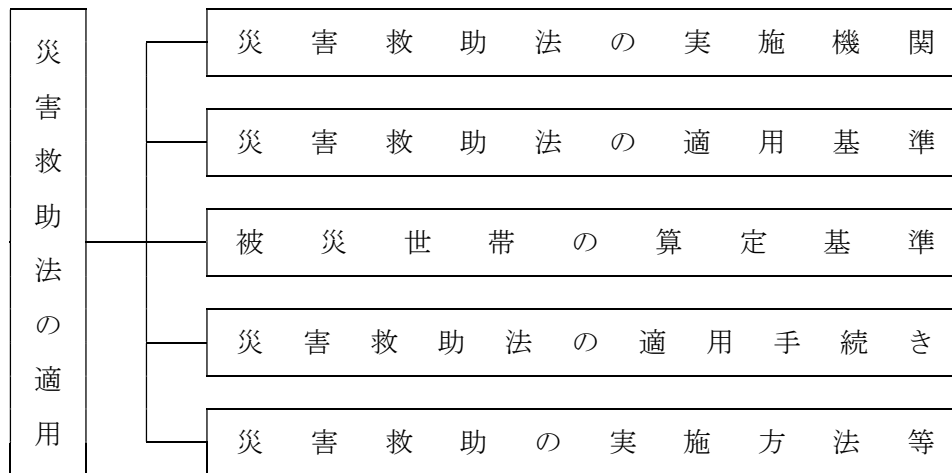 災害救助法の適用
災害救助法の実施機関
災害救助法の適用基準
被災世帯の算定基準
災害救助法の適用手続き
災害救助の実施方法等